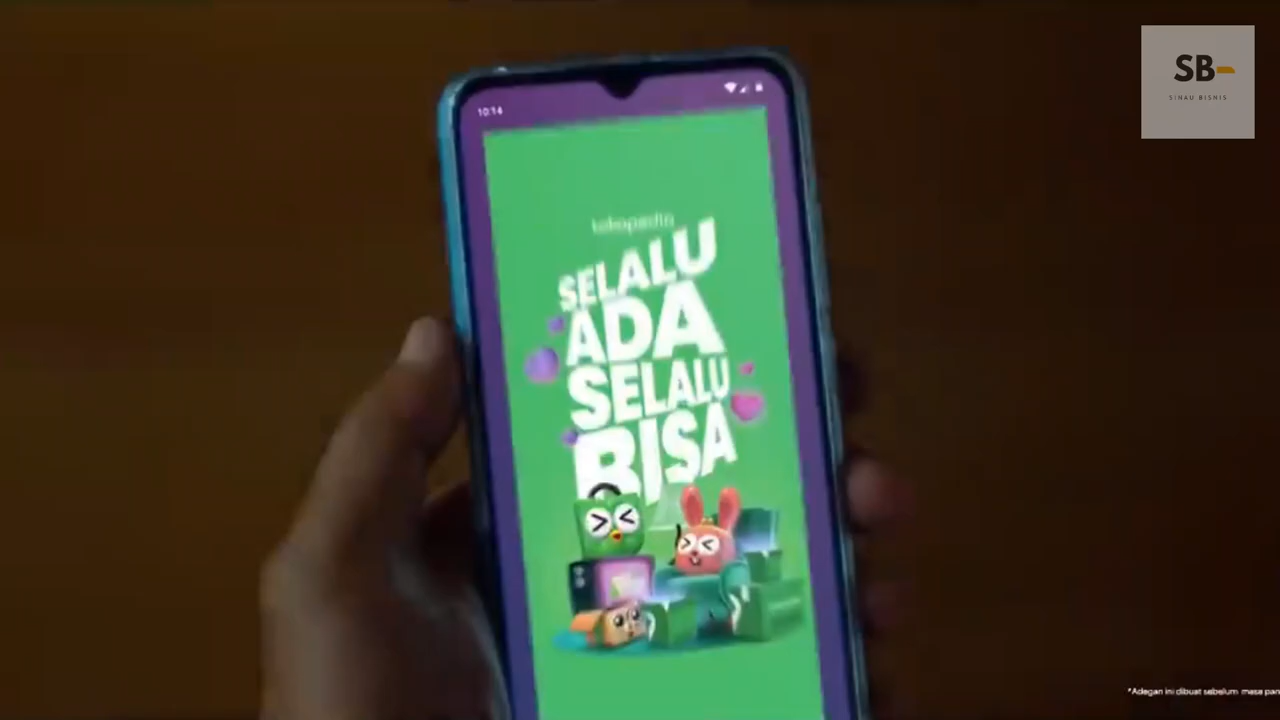 SB
SINAU BISNIS
10:14
tokopedia
SELALU
ADA
SELALU
BISA
*Adegan ini dibuat sebelum masa pan